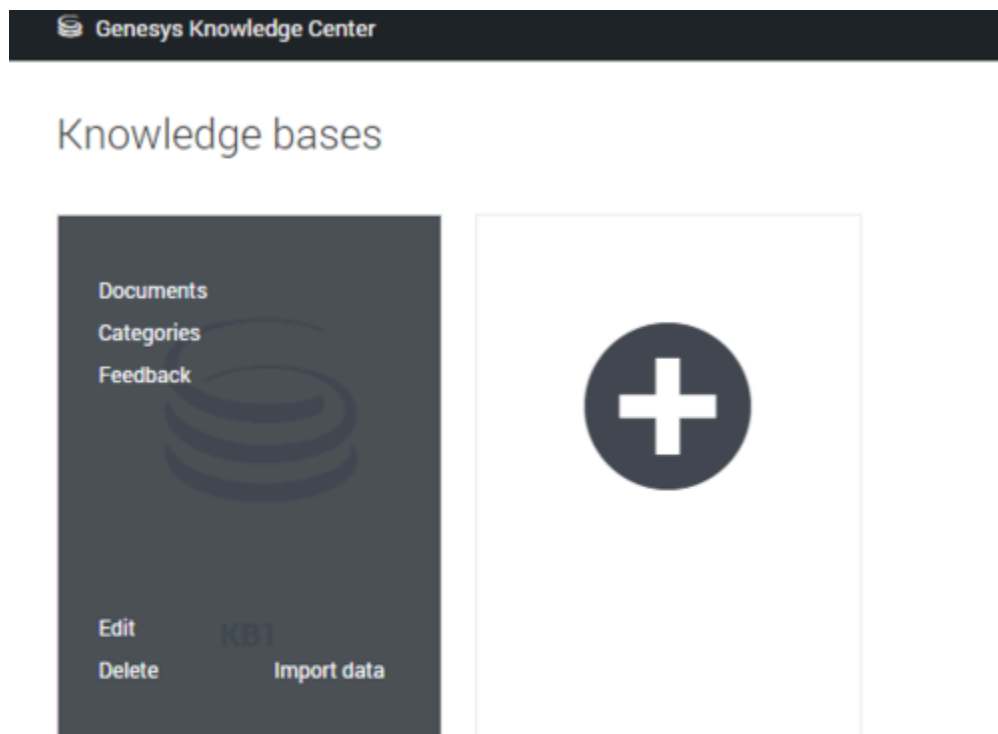 Genesys Knowledge Center
Knowledge bases
Documents
Categories
Feedback
Edit
KB1
Delete Import data